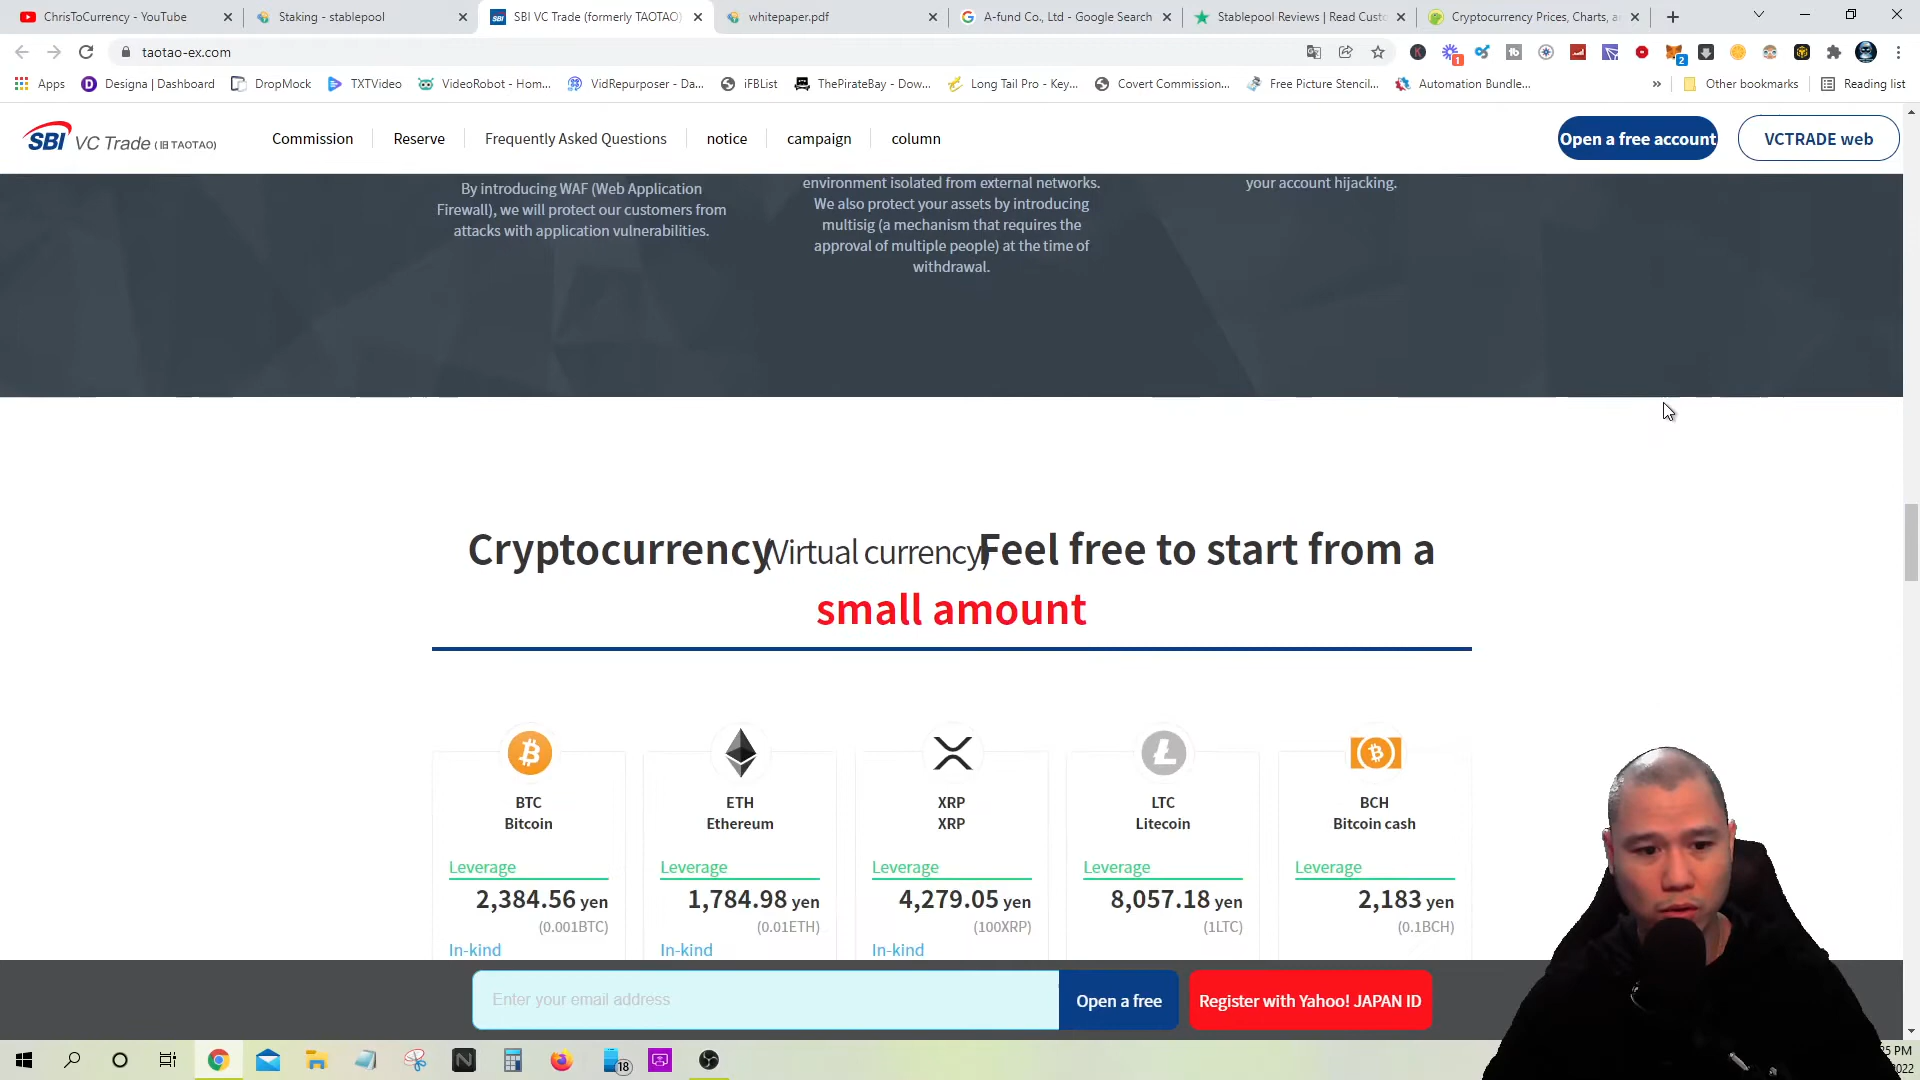 ChrisToCurrency - YouTube
Staking - stablepool
SBI VC Trade (formerly TAOTAO)
whitepaper.pdf
A-fund Co., Ltd - Google Search
Stablepool Reviews | Read Custo
Cryptocurrency Prices, Charts, a
taotao-ex.com
1
2
Apps
Designa | Dashboard
DropMock
TXTVideo
VideoRobot - Hom...
VidRepurposer - Da...
iFBList
ThePirateBay - Dow...
Long Tail Pro - Key...
Covert Commission...
Free Picture Stencil...
Automation Bundle...
Other bookmarks
Reading list
SBI VC Trade (旧 TAOTAO)
Commission
Reserve
Frequently Asked Questions
notice
campaign
column
Open a free account
VCTRADE web
By introducing WAF (Web Application
Firewall), we will protect our customers from
attacks with application vulnerabilities.
environment isolated from external networks.
We also protect your assets by introducing
multisig (a mechanism that requires the
approval of multiple people) at the time of
withdrawal.
your account hijacking.
Cryptocurrency (Virtual currency) Feel free to start from a
small amount
BTC
Bitcoin
Leverage
2,384.56 yen
(0.001BTC)
In-kind
ETH
Ethereum
Leverage
1,784.98 yen
(0.01ETH)
In-kind
XRP
XRP
Leverage
4,279.05 yen
(100XRP)
In-kind
LTC
Litecoin
Leverage
8,057.18 yen
(1LTC)
BCH
Bitcoin cash
Leverage
2,183 yen
(0.1BCH)
Enter your email address
Open a free
Register with Yahoo! JAPAN ID
18
PM